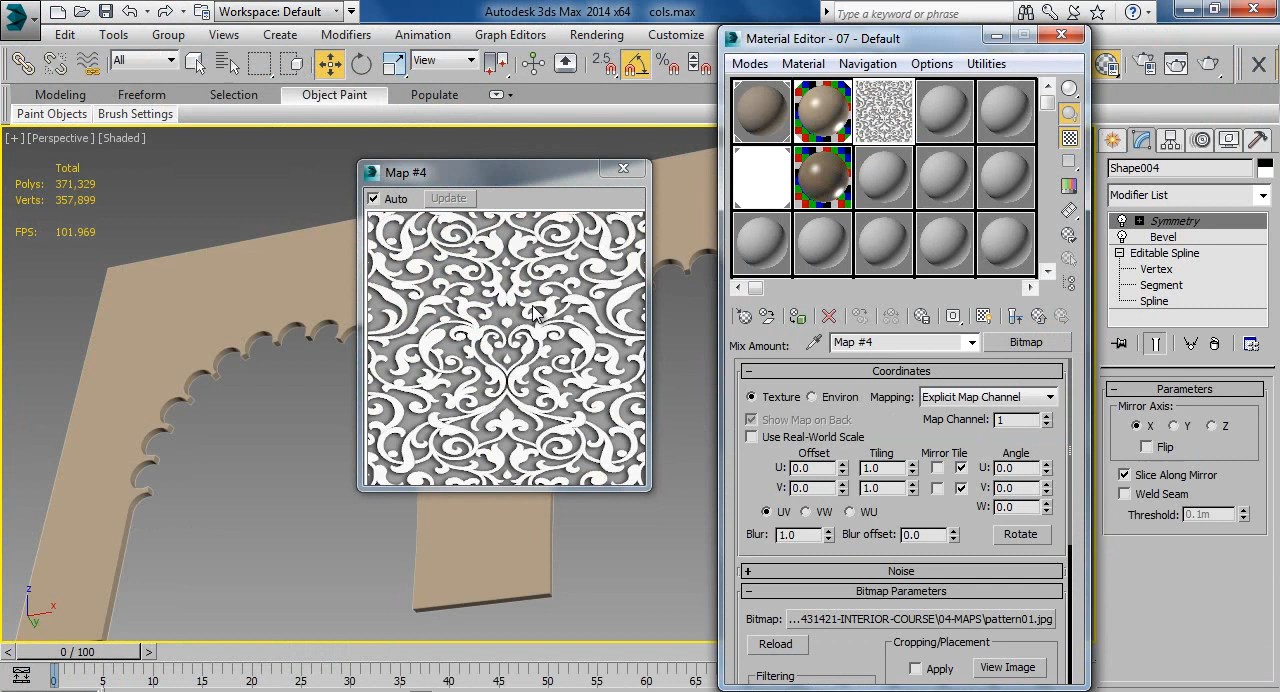 Workspace: Default
Autodesk 3ds Max 2014 x64 cols.max
Type a keyword or phrase
Edit Tools Group Views Create Modifiers Animation Graph Editors Rendering Customize
All
View
2.5
Modeling Freeform Selection Object Paint Populate
Paint Objects Brush Settings
[+] [Perspective] [Shaded]
Total
Polys: 371,329
Verts: 357,899
FPS: 101.969
Map #4
Auto Update
z
x
y
0 / 100
0 5 10 15 20 25 30 35 40 45 50 55 60 65
Material Editor - 07 - Default
Modes Material Navigation Options Utilities
Mix Amount: Map #4 Bitmap
Coordinates
Texture Environ Mapping: Explicit Map Channel
Show Map on Back Map Channel: 1
Use Real-World Scale
Offset Tiling Mirror Tile Angle
U: 0.0 1.0 U: 0.0
V: 0.0 1.0 V: 0.0
W: 0.0
UV VW WU
Blur: 1.0 Blur offset: 0.0 Rotate
Noise
Bitmap Parameters
Bitmap: ...431421-INTERIOR-COURSE\04-MAPS\pattern01.jpg
Reload
Cropping/Placement
Apply View Image
Filtering
Shape004
Modifier List
Symmetry
Bevel
Editable Spline
Vertex
Segment
Spline
Parameters
Mirror Axis:
X Y Z
Flip
Slice Along Mirror
Weld Seam
Threshold: 0.1m